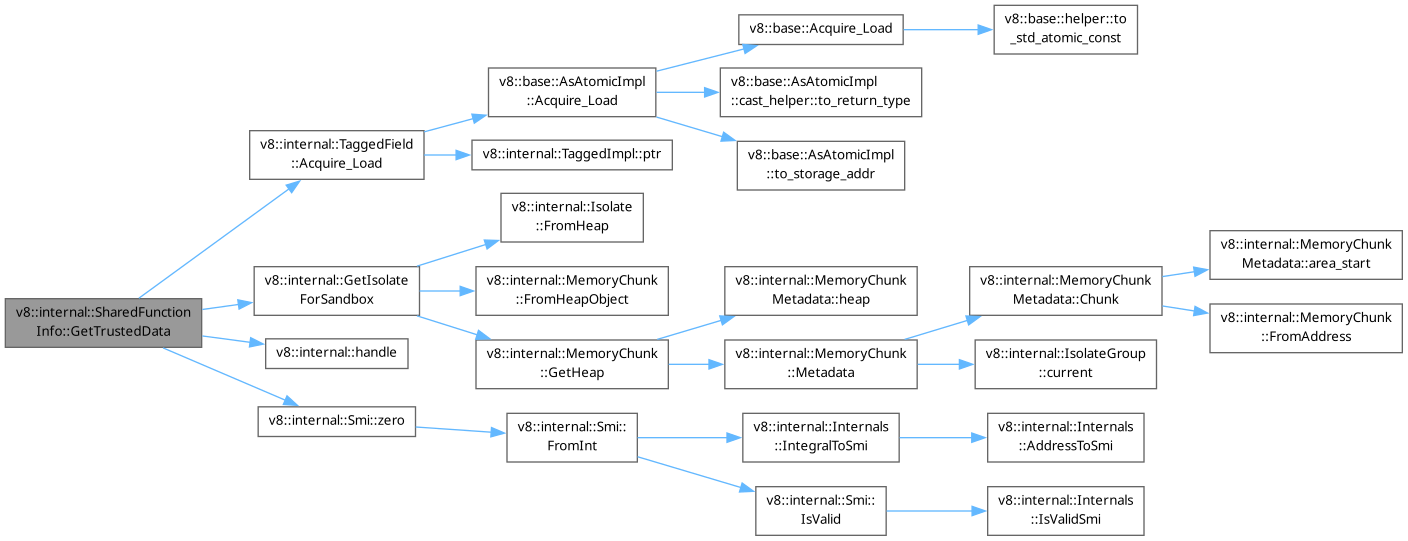 v8::internal::SharedFunction
Info::GetTrustedData
v8::internal::TaggedField
::Acquire_Load
v8::base::AsAtomicImpl
::Acquire_Load
v8::base::Acquire_Load
v8::base::helper::to
_std_atomic_const
v8::base::AsAtomicImpl
::cast_helper::to_return_type
v8::base::AsAtomicImpl
::to_storage_addr
v8::internal::TaggedImpl::ptr
v8::internal::GetIsolate
ForSandbox
v8::internal::Isolate
::FromHeap
v8::internal::MemoryChunk
::FromHeapObject
v8::internal::MemoryChunk
::GetHeap
v8::internal::MemoryChunk
Metadata::heap
v8::internal::MemoryChunk
::Metadata
v8::internal::MemoryChunk
Metadata::Chunk
v8::internal::MemoryChunk
Metadata::area_start
v8::internal::MemoryChunk
::FromAddress
v8::internal::IsolateGroup
::current
v8::internal::handle
v8::internal::Smi::zero
v8::internal::Smi::
FromInt
v8::internal::Internals
::IntegralToSmi
v8::internal::Internals
::AddressToSmi
v8::internal::Smi::
IsValid
v8::internal::Internals
::IsValidSmi